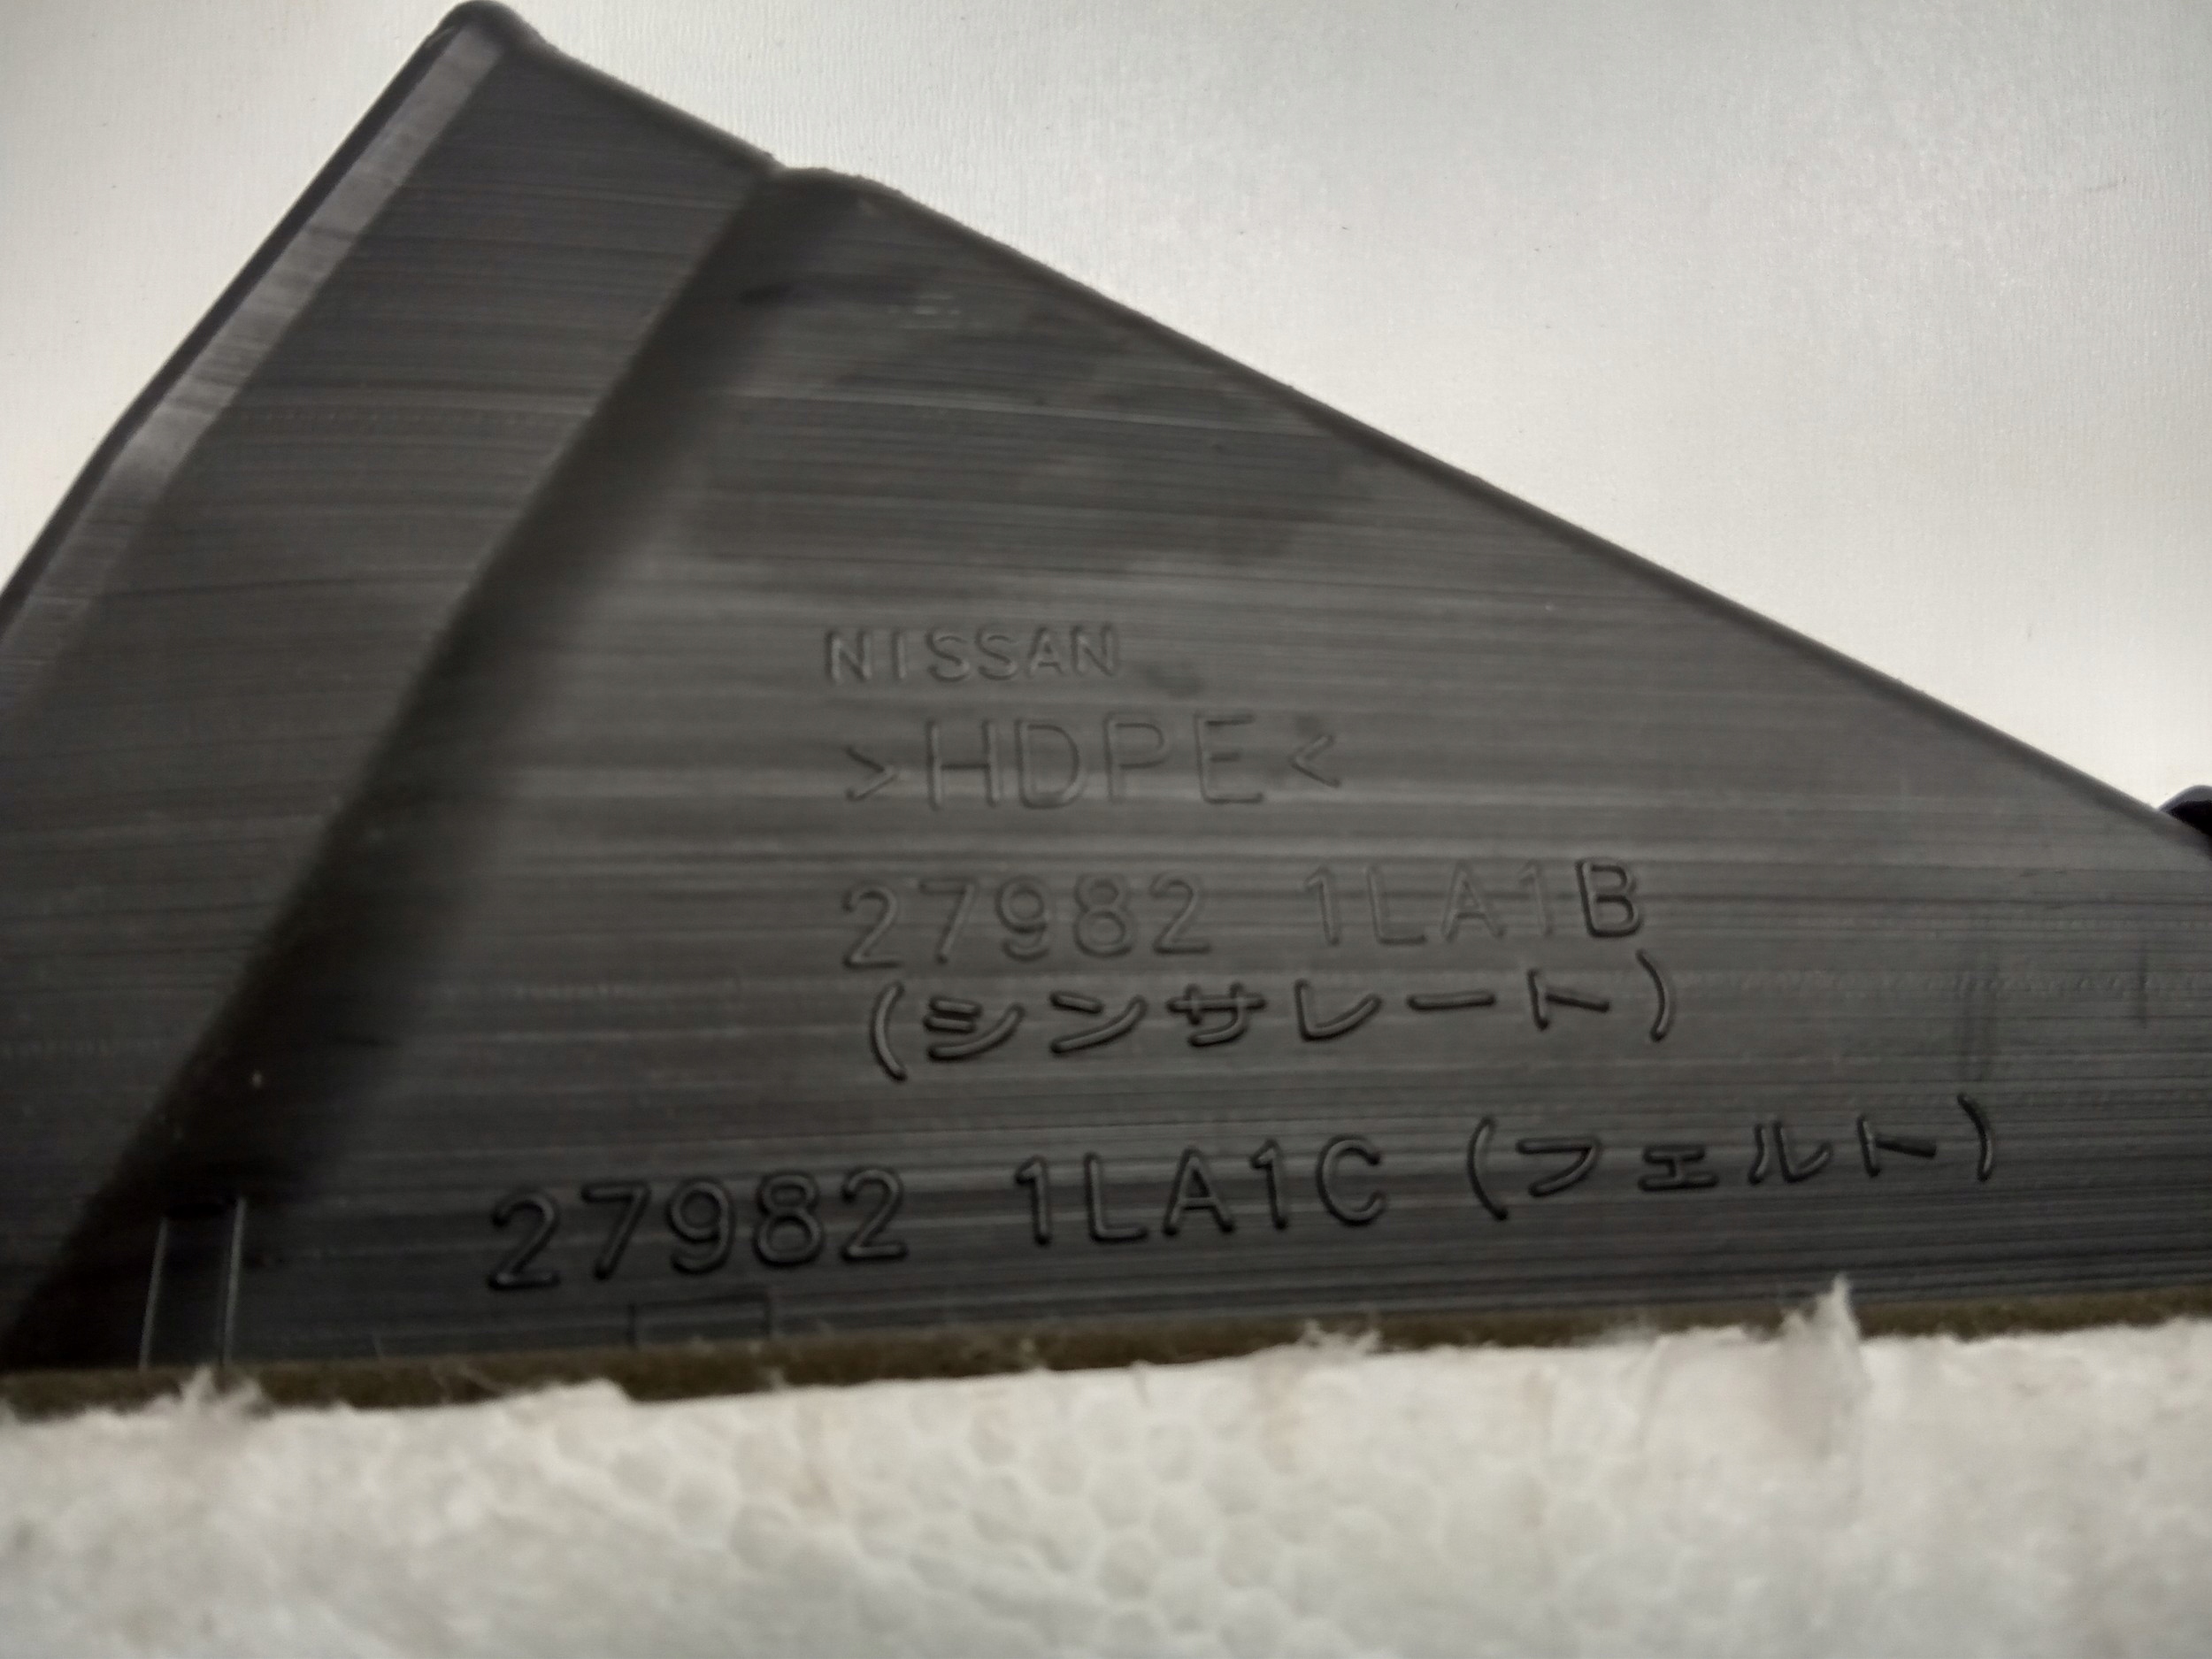 NISSAN
>HDPE<
27982 1LA1B
(シンサレート)
27982 1LA1C (フェルト)